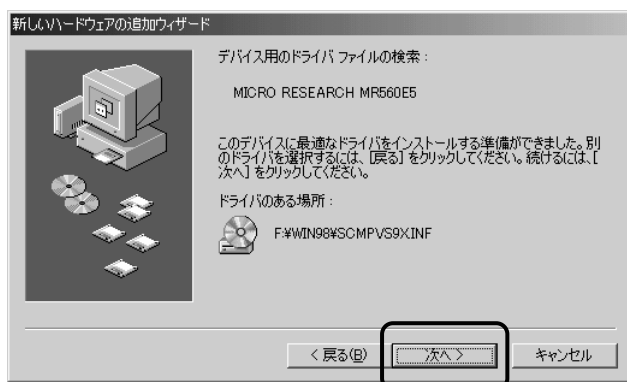 新しいハードウェアの追加ウィザード
デバイス用のドライバ ファイルの検索 :
MICRO RESEARCH MR560E5
このデバイスに最適なドライバをインストールする準備ができました。別
のドライバを選択するには、[戻る] をクリックしてください。続けるには、[
次へ] をクリックしてください。
ドライバのある場所 :
F:¥WIN98¥SCMPVS9X.INF
< 戻る(B)
次へ >
キャンセル